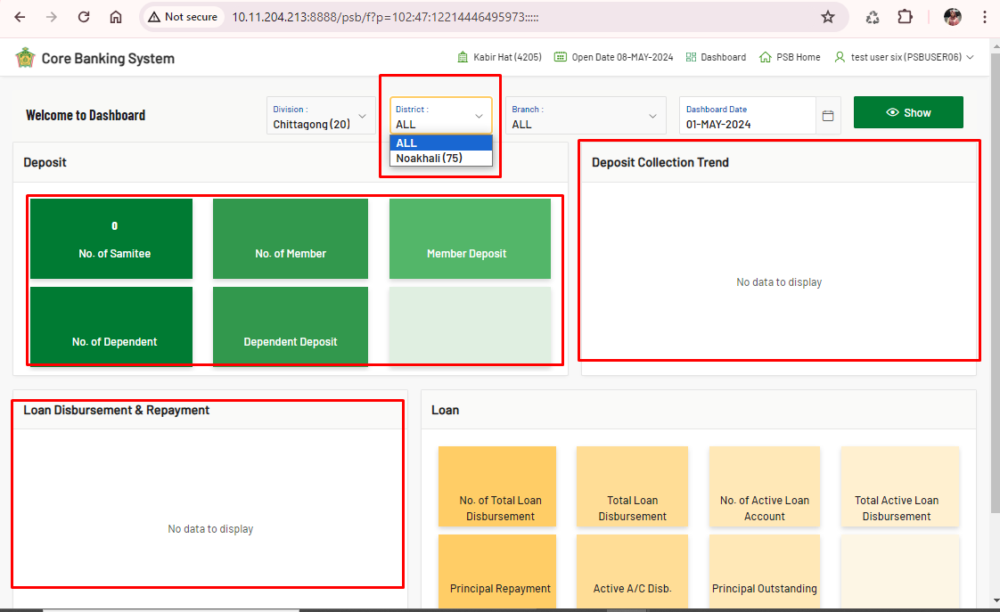 Not secure
10.11.204.213:8888/psb/f?p=102:47:12214446495973:::::
Core Banking System
Kabir Hat (4205)
Open Date 08-MAY-2024
Dashboard
PSB Home
test user six (PSBUSER06)
Welcome to Dashboard
Division :
Chittagong (20)
District :
ALL
ALL
Noakhali (75)
Branch :
ALL
Dashboard Date
01-MAY-2024
Show
Deposit
0
No. of Samitee
No. of Member
Member Deposit
No. of Dependent
Dependent Deposit
Deposit Collection Trend
No data to display
Loan Disbursement & Repayment
No data to display
Loan
No. of Total Loan
Disbursement
Total Loan
Disbursement
No. of Active Loan
Account
Total Active Loan
Disbursement
Principal Repayment
Active A/C Disb.
Principal Outstanding